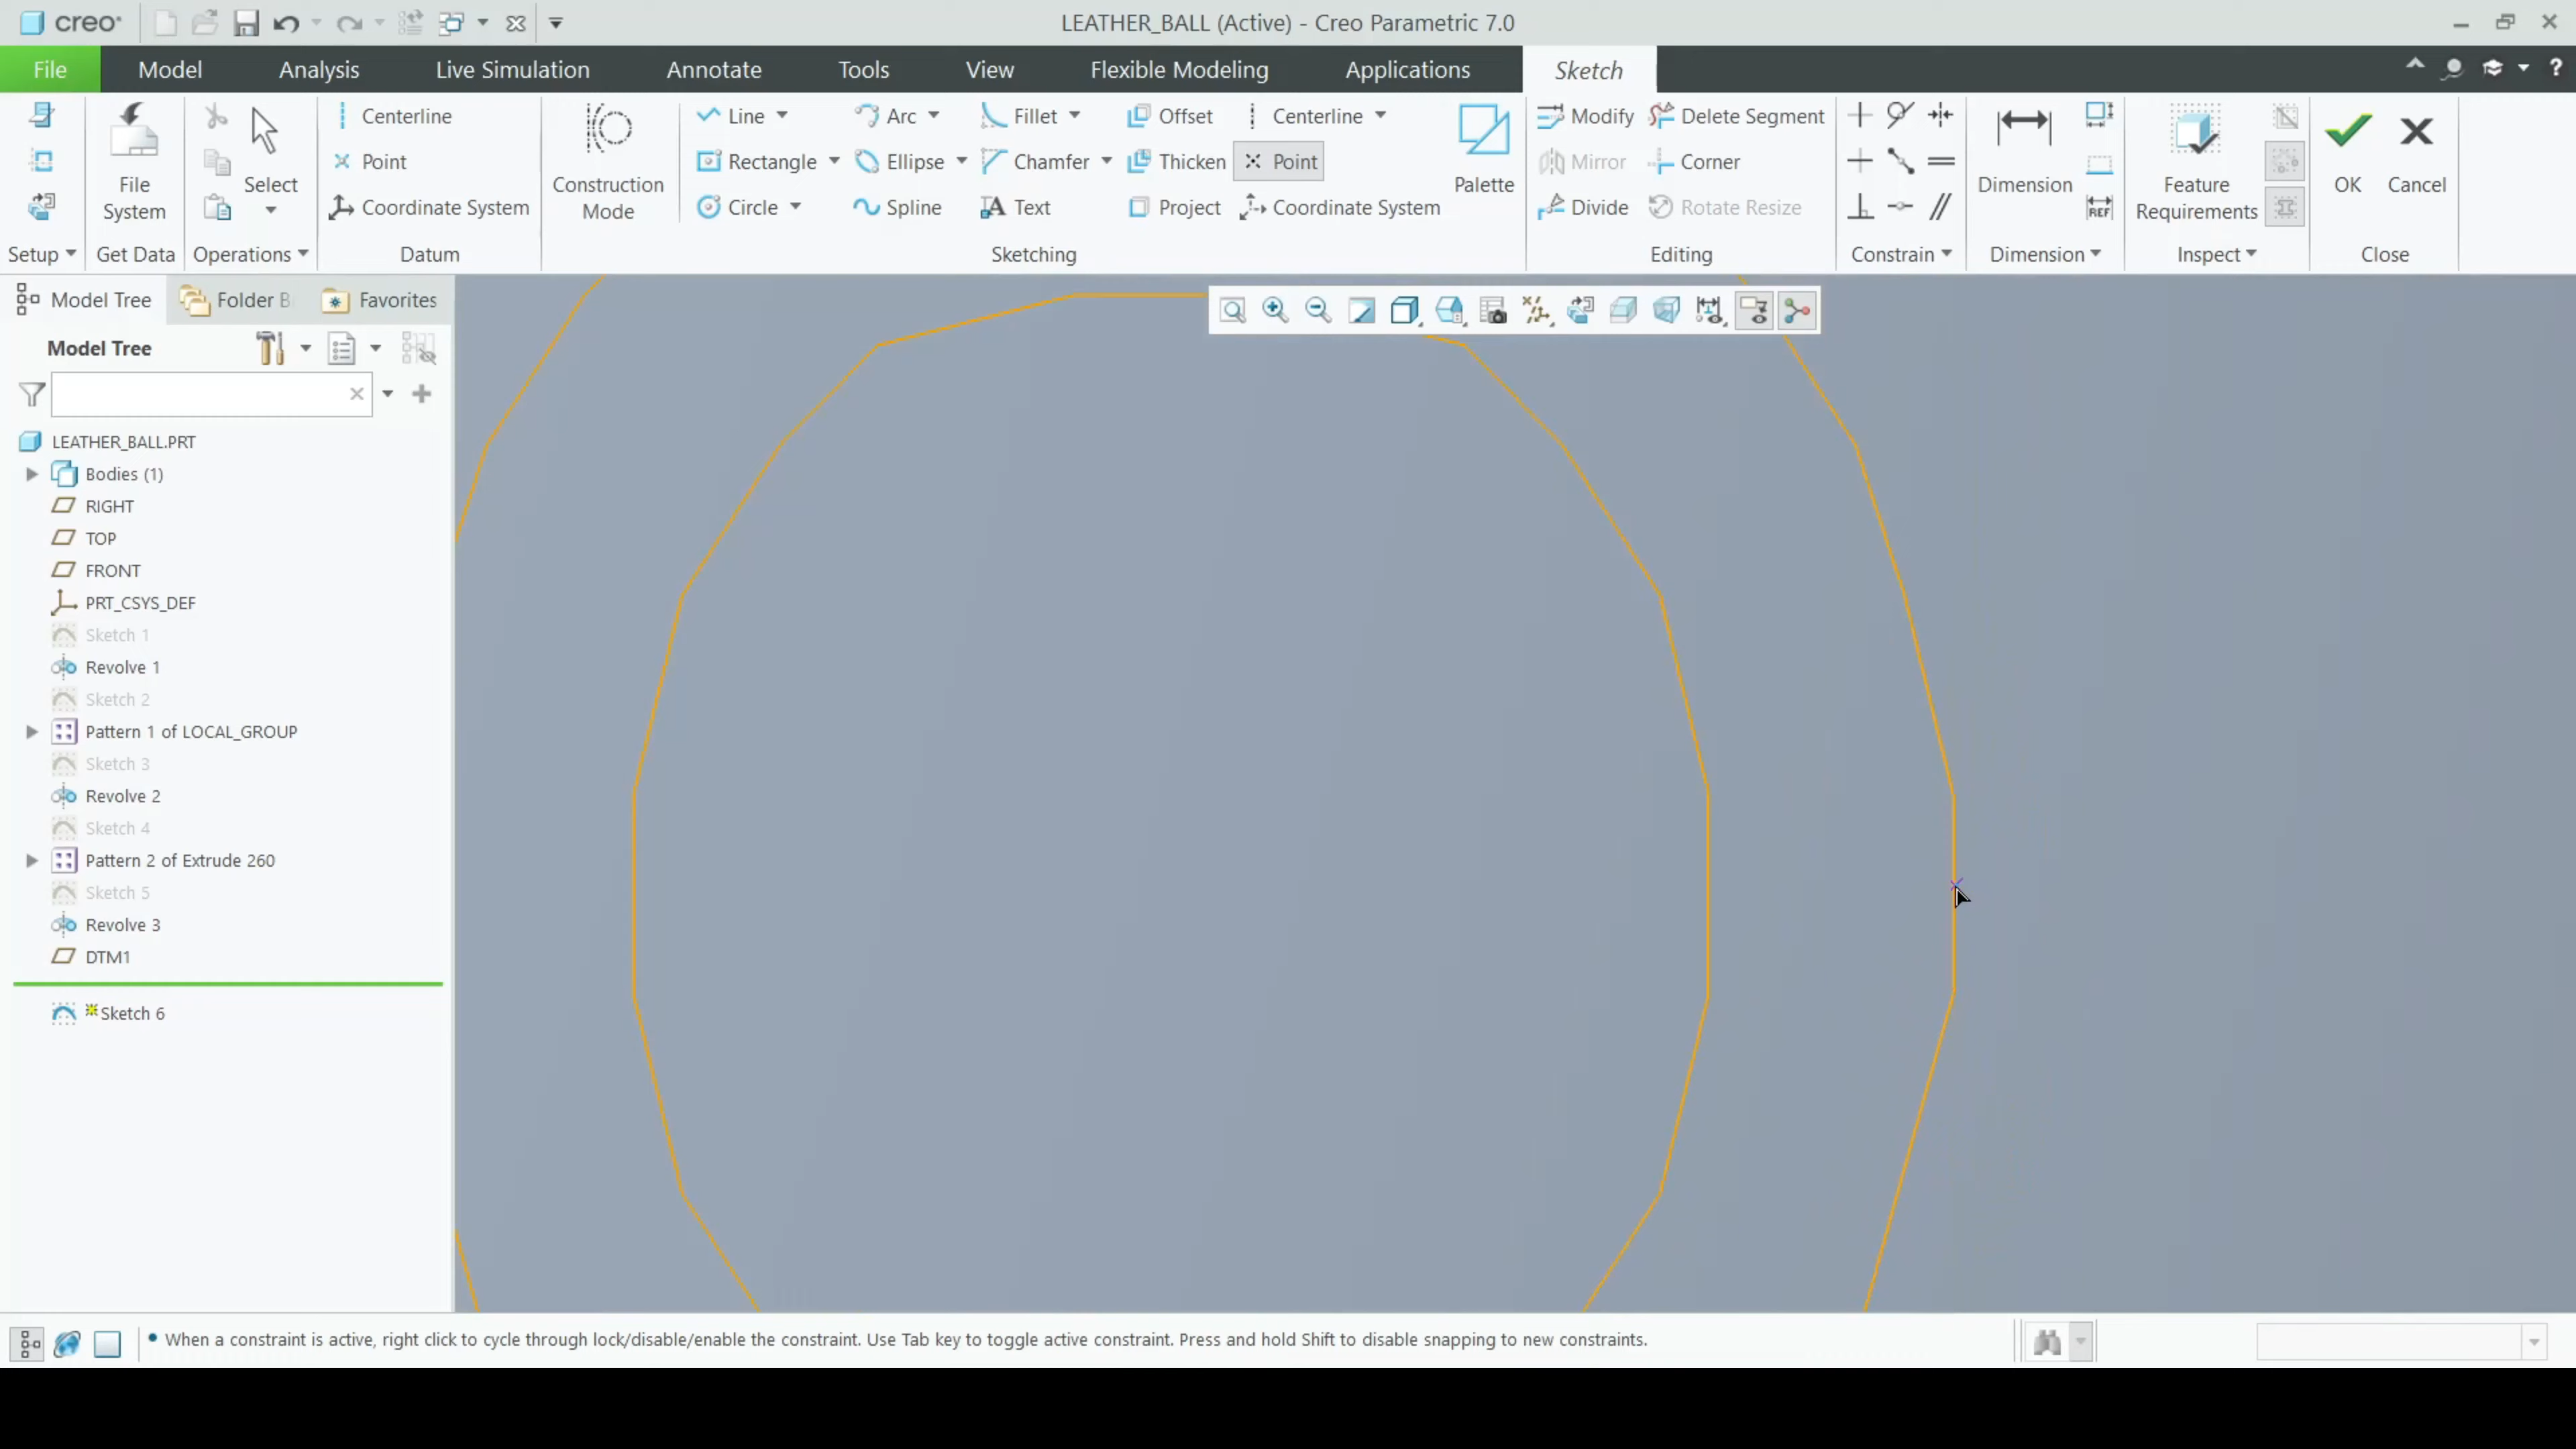 creo
LEATHER_BALL (Active) - Creo Parametric 7.0
File Model Analysis Live Simulation Annotate Tools View Flexible Modeling Applications Sketch
Centerline
Point
Coordinate System
File System
Select
Construction Mode
Line
Rectangle
Circle
Arc
Ellipse
Spline
Fillet
Chamfer
Text
Offset
Thicken
Project
Centerline
Point
Coordinate System
Palette
Modify
Mirror
Divide
Delete Segment
Corner
Rotate Resize
Dimension
REF
Feature Requirements
OK
Cancel
Setup Get Data Operations Datum Sketching Editing Constrain Dimension Inspect Close
Model Tree Folder B Favorites
Model Tree
LEATHER_BALL.PRT
Bodies (1)
RIGHT
TOP
FRONT
PRT_CSYS_DEF
Sketch 1
Revolve 1
Sketch 2
Pattern 1 of LOCAL_GROUP
Sketch 3
Revolve 2
Sketch 4
Pattern 2 of Extrude 260
Sketch 5
Revolve 3
DTM1
Sketch 6
When a constraint is active, right click to cycle through lock/disable/enable the constraint. Use Tab key to toggle active constraint. Press and hold Shift to disable snapping to new constraints.